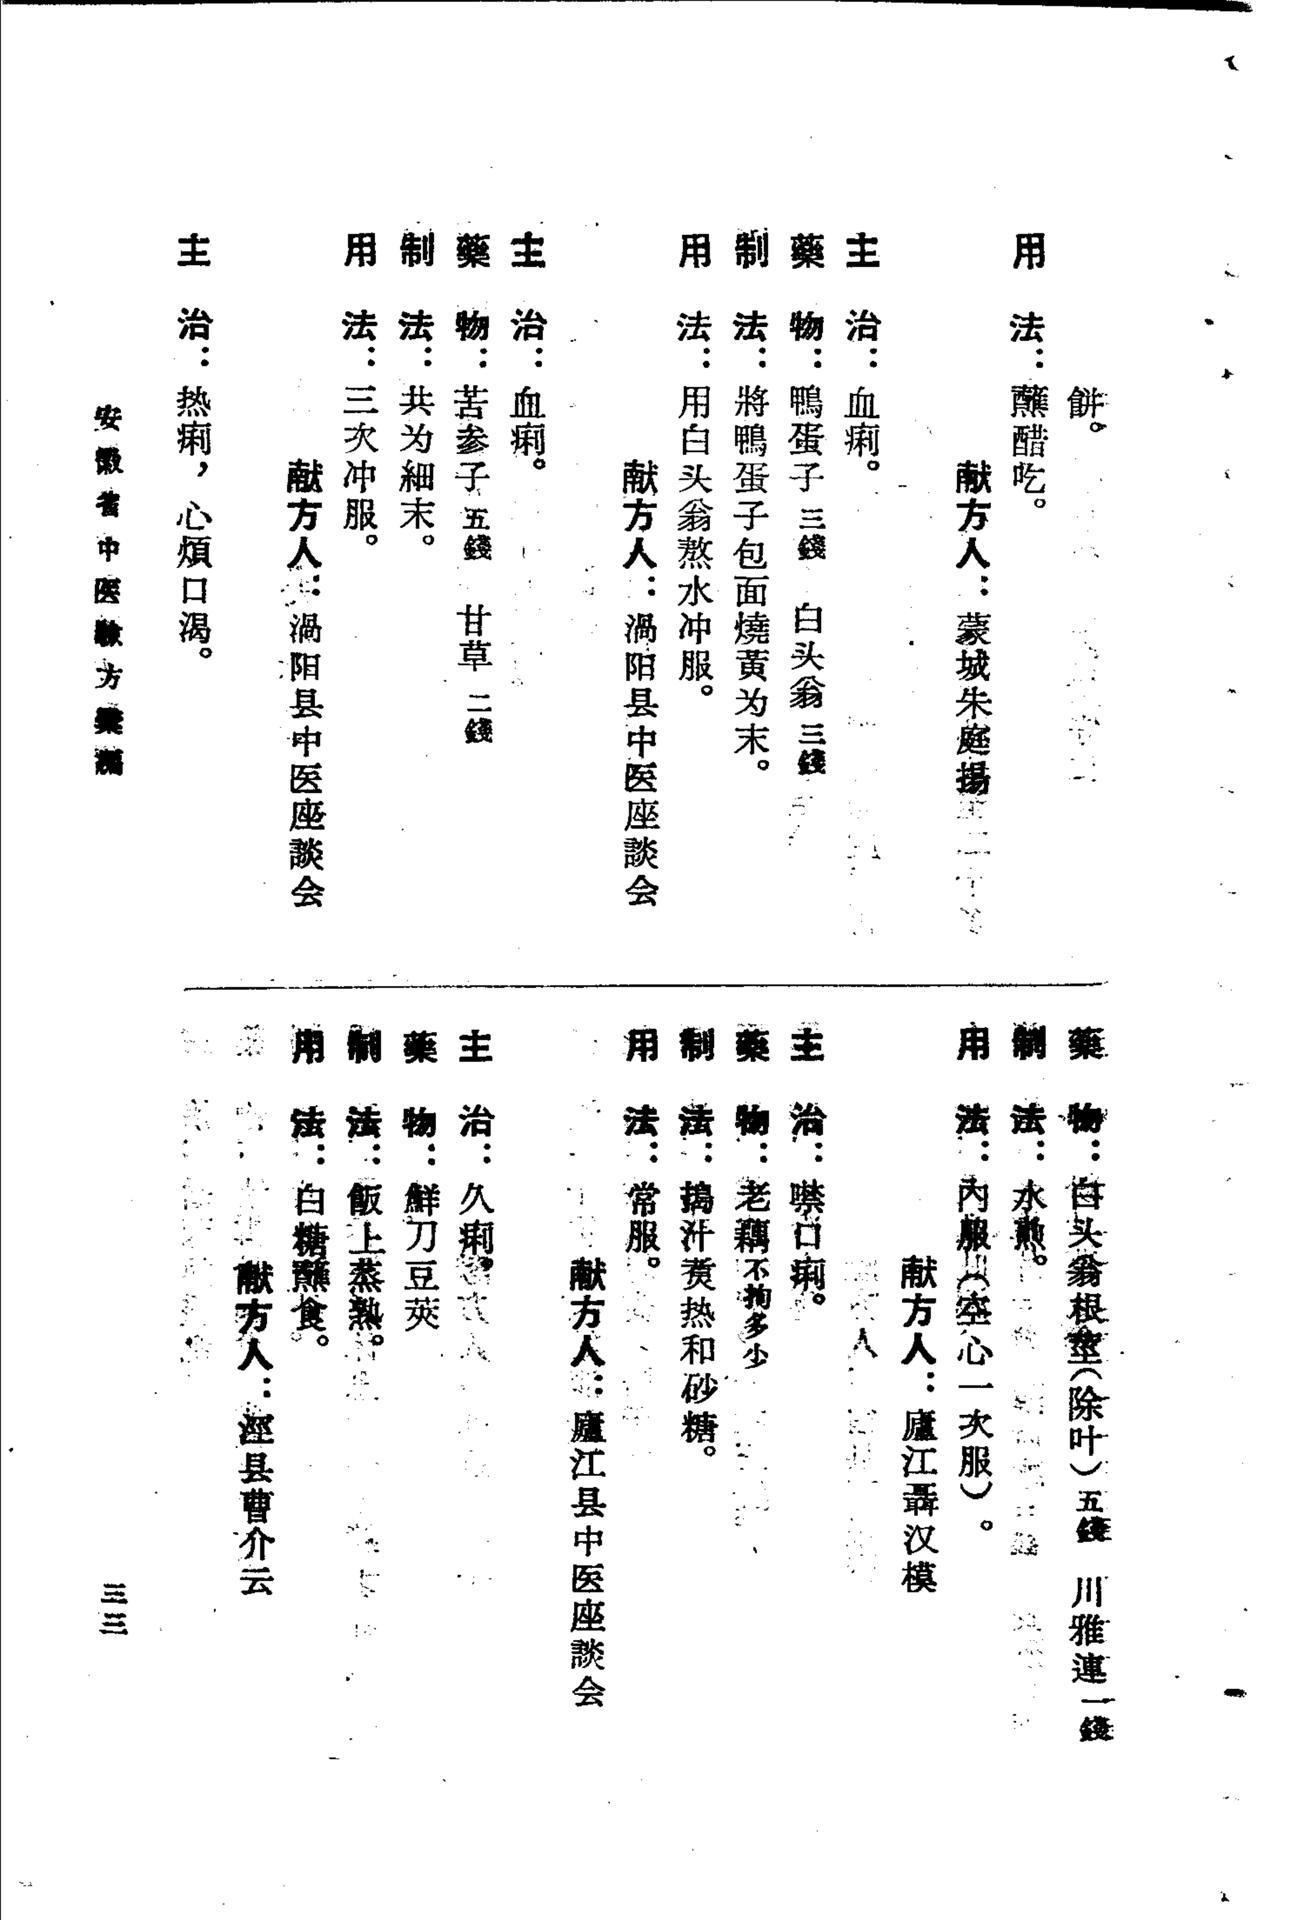 餅。
用　法：蘸醋吃。
献方人：蒙城朱庭揚
主　治：血痢。
藥　物：鴨蛋子三錢　白头翁三錢
制　法：將鴨蛋子包面燒黃为末。
用　法：用白头翁熬水冲服。
献方人：渦阳县中医座談会
主　治：血痢。
藥　物：苦参子五錢　甘草二錢
制　法：共为細末。
用　法：三次冲服。
献方人：渦阳县中医座談会
主　治：热痢，心煩口渴。
藥　物：白头翁根莖（除叶）五錢　川雅連一錢
制　法：水煎。
用　法：內服（空心一次服）。
献方人：廬江聶汉模
主　治：噤口痢。
藥　物：老藕不拘多少
制　法：搗汁煑热和砂糖。
用　法：常服。
献方人：廬江县中医座談会
主　治：久痢。
藥　物：鮮刀豆莢
制　法：飯上蒸熟。
用　法：白糖蘸食。
献方人：涇县曹介云
安徽省中医驗方彙編
三三